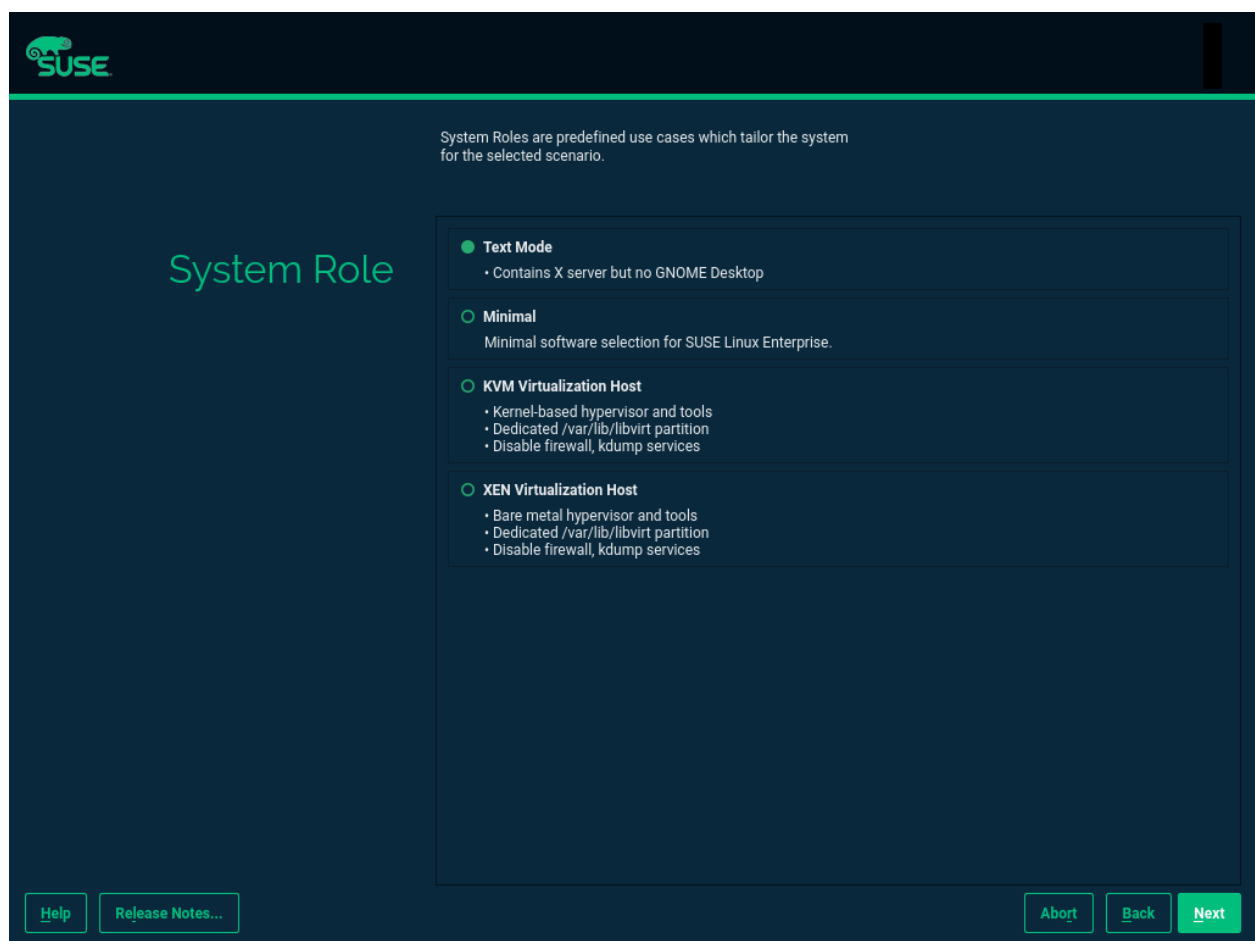 SUSE
System Roles are predefined use cases which tailor the system
for the selected scenario.
System Role
Text Mode
• Contains X server but no GNOME Desktop
Minimal
Minimal software selection for SUSE Linux Enterprise.
KVM Virtualization Host
• Kernel-based hypervisor and tools
• Dedicated /var/lib/libvirt partition
• Disable firewall, kdump services
XEN Virtualization Host
• Bare metal hypervisor and tools
• Dedicated /var/lib/libvirt partition
• Disable firewall, kdump services
Help Release Notes... Abort Back Next